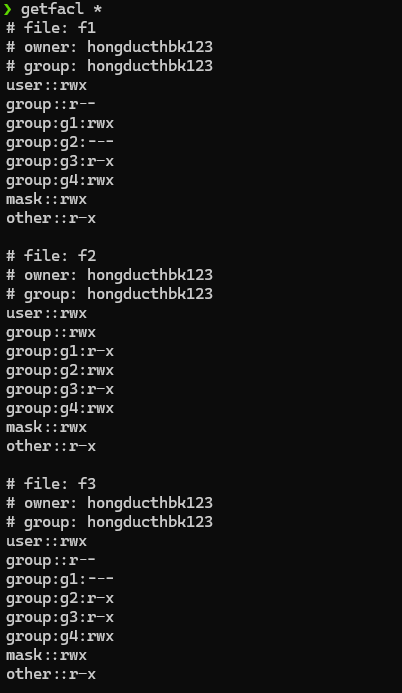 ❯ getfacl *
# file: f1
# owner: hongducthbk123
# group: hongducthbk123
user::rwx
group::r--
group:g1:rwx
group:g2:---
group:g3:r-x
group:g4:rwx
mask::rwx
other::r-x

# file: f2
# owner: hongducthbk123
# group: hongducthbk123
user::rwx
group::rwx
group:g1:r-x
group:g2:rwx
group:g3:r-x
group:g4:rwx
mask::rwx
other::r-x

# file: f3
# owner: hongducthbk123
# group: hongducthbk123
user::rwx
group::r--
group:g1:---
group:g2:r-x
group:g3:r-x
group:g4:rwx
mask::rwx
other::r-x